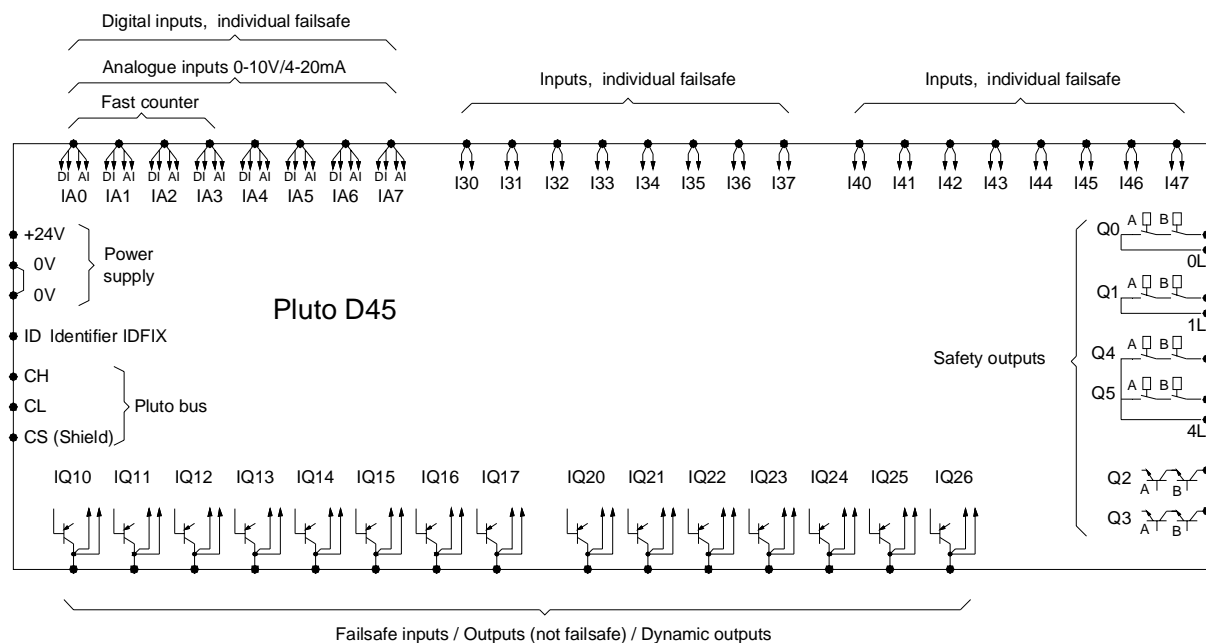 Digital inputs, individual failsafe
Analogue inputs 0-10V/4-20mA
Inputs, individual failsafe
Inputs, individual failsafe
Fast counter
DI AI DI AI DI AI DI AI DI AI DI AI DI AI DI AI
IA0 IA1 IA2 IA3 IA4 IA5 IA6 IA7
I30 I31 I32 I33 I34 I35 I36 I37
I40 I41 I42 I43 I44 I45 I46 I47
+24V
0V
0V
Power
supply
ID Identifier IDFIX
CH
CL
CS (Shield)
Pluto bus
Pluto D45
Safety outputs
Q0 A B
0L
Q1 A B
1L
Q4 A B
Q5 A B
4L
Q2 A B
Q3 A B
IQ10 IQ11 IQ12 IQ13 IQ14 IQ15 IQ16 IQ17
IQ20 IQ21 IQ22 IQ23 IQ24 IQ25 IQ26
Failsafe inputs / Outputs (not failsafe) / Dynamic outputs